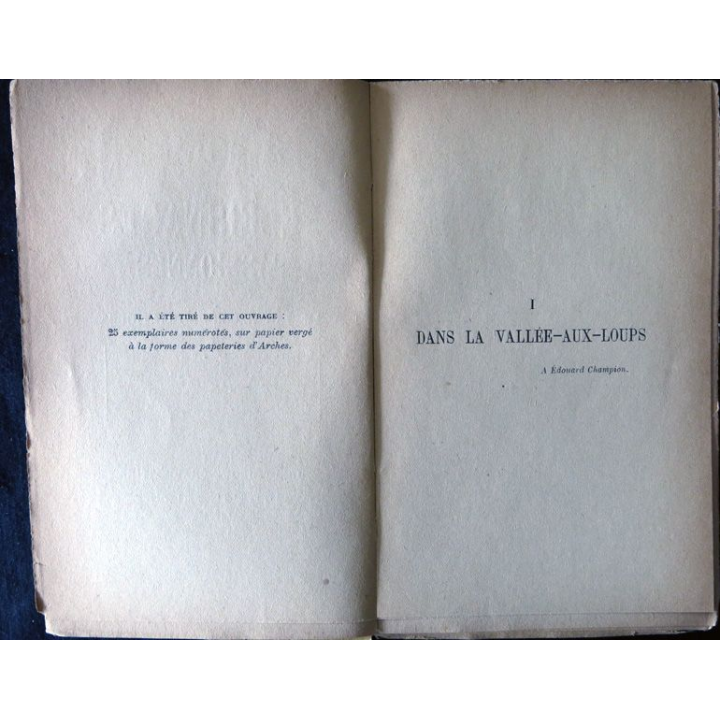 IL A ÉTÉ TIRÉ DE CET OUVRAGE :
25 exemplaires numérotés, sur papier vergé
à la forme des papeteries d'Arches.
I
DANS LA VALLÉE-AUX-LOUPS
A Édouard Champion.